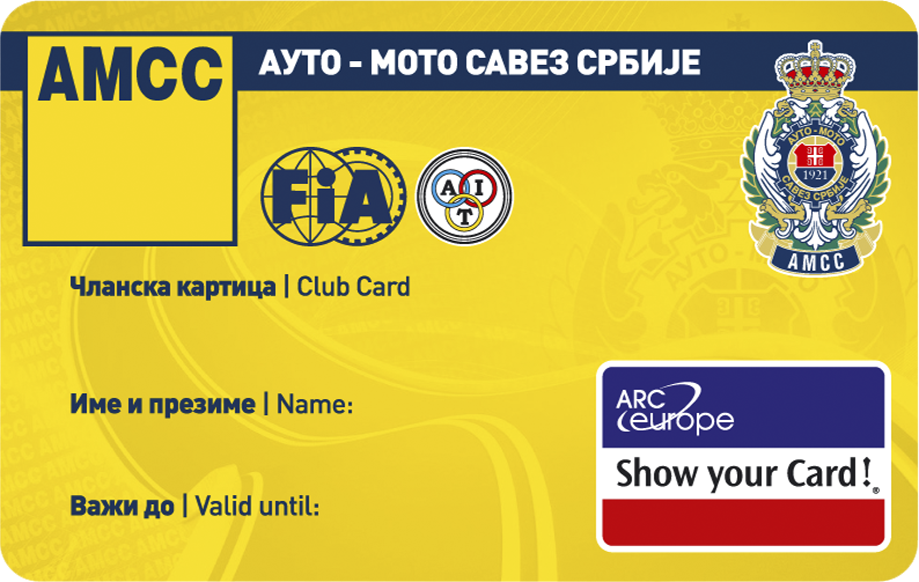 АМСС
АУТО - МОТО САВЕЗ СРБИЈЕ
FiA
A I
T
АУТО - МОТО
1921
САВЕЗ СРБИЈЕ
АМСС
Чланска картица | Club Card
Име и презиме | Name:
ARC
europe
Show your Card!®
Важи до | Valid until: